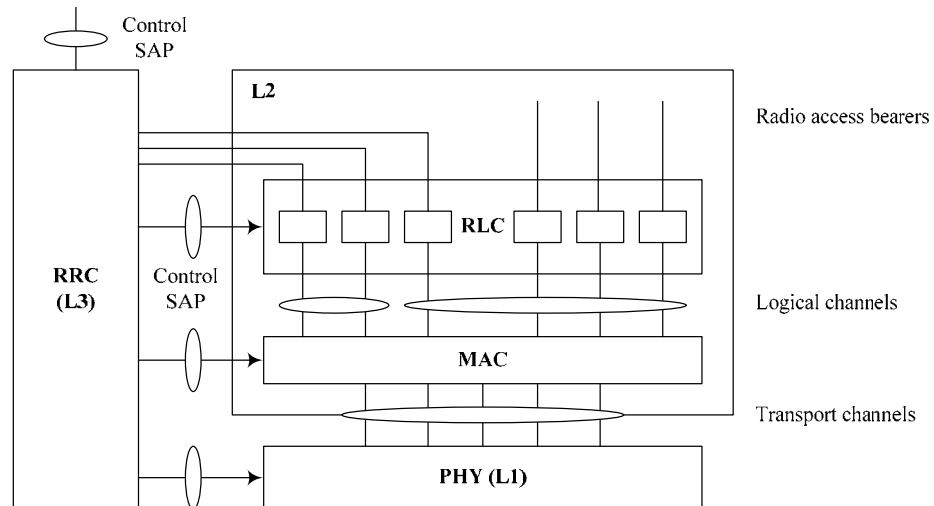 Control
SAP
L2
Radio access bearers
RLC
RRC
(L3)
Control
SAP
Logical channels
MAC
Transport channels
PHY (L1)